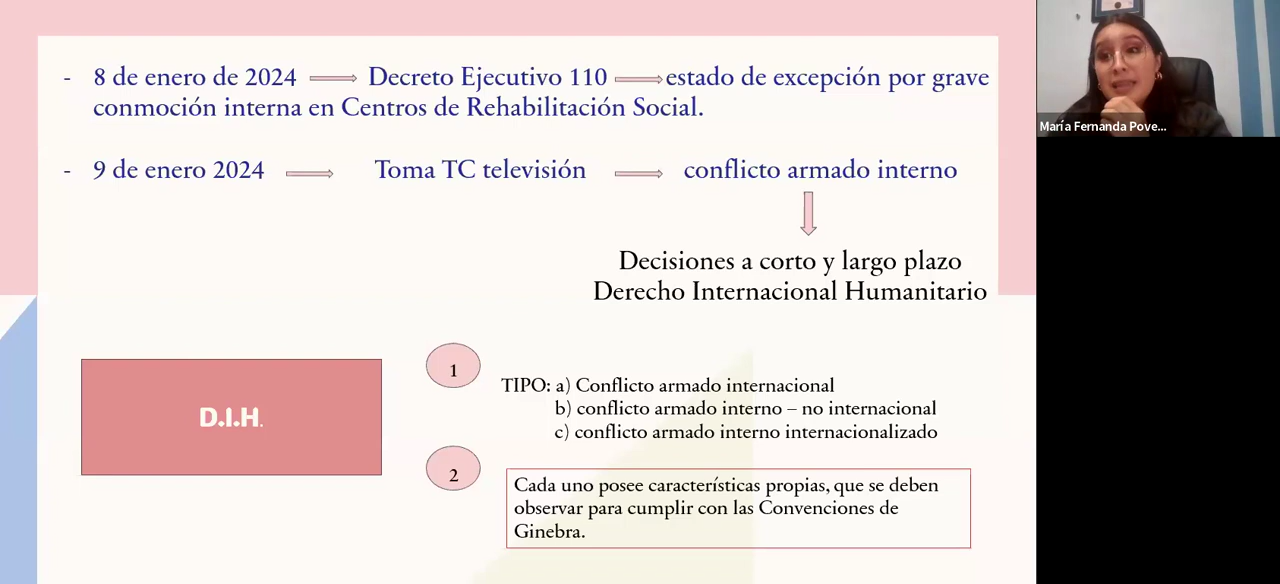 - 8 de enero de 2024 Decreto Ejecutivo 110 estado de excepción por grave
conmoción interna en Centros de Rehabilitación Social.
- 9 de enero 2024 Toma TC televisión conflicto armado interno
Decisiones a corto y largo plazo
Derecho Internacional Humanitario
D.I.H.
1
TIPO: a) Conflicto armado internacional
b) conflicto armado interno – no internacional
c) conflicto armado interno internacionalizado
2
Cada uno posee características propias, que se deben
observar para cumplir con las Convenciones de
Ginebra.
María Fernanda Pove...